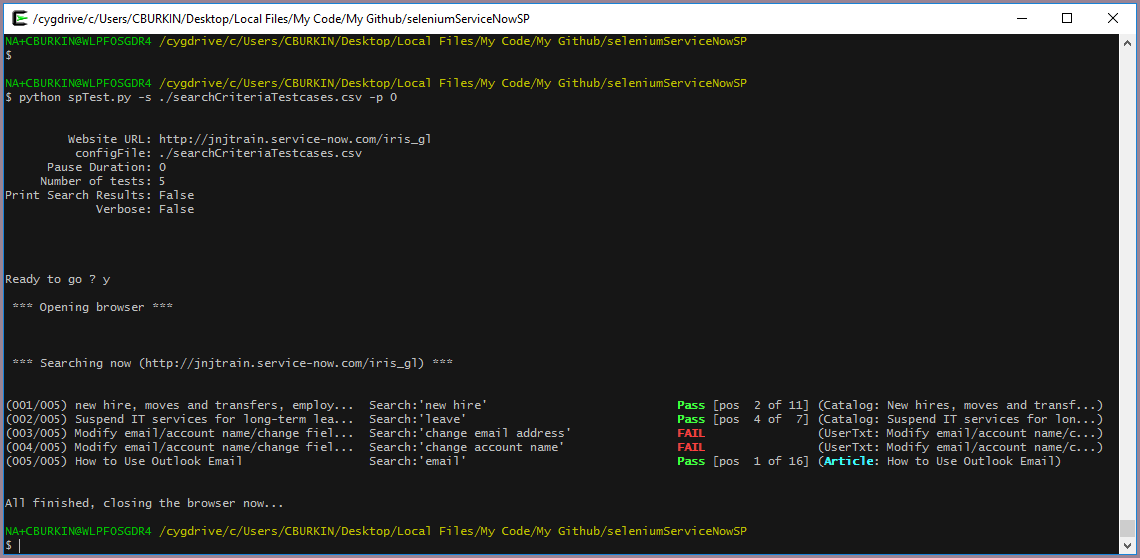 /cygdrive/c/Users/CBURKIN/Desktop/Local Files/My Code/My Github/seleniumServiceNowSP
NA+CBURKIN@WLPFOSGDR4 /cygdrive/c/Users/CBURKIN/Desktop/Local Files/My Code/My Github/seleniumServiceNowSP
$
NA+CBURKIN@WLPFOSGDR4 /cygdrive/c/Users/CBURKIN/Desktop/Local Files/My Code/My Github/seleniumServiceNowSP
$ python spTest.py -s ./searchCriteriaTestcases.csv -p 0
Website URL: http://jnjtrain.service-now.com/iris_gl
configFile: ./searchCriteriaTestcases.csv
Pause Duration: 0
Number of tests: 5
Print Search Results: False
Verbose: False
Ready to go ? y
*** Opening browser ***
*** Searching now (http://jnjtrain.service-now.com/iris_gl) ***
(001/005) new hire, moves and transfers, employ... Search:'new hire' Pass [pos 2 of 11] (Catalog: New hires, moves and transf...)
(002/005) Suspend IT services for long-term lea... Search:'leave' Pass [pos 4 of 7] (Catalog: Suspend IT services for lon...)
(003/005) Modify email/account name/change fiel... Search:'change email address' FAIL (UserTxt: Modify email/account name/c...)
(004/005) Modify email/account name/change fiel... Search:'change account name' FAIL (UserTxt: Modify email/account name/c...)
(005/005) How to Use Outlook Email Search:'email' Pass [pos 1 of 16] (Article: How to Use Outlook Email)
All finished, closing the browser now...
NA+CBURKIN@WLPFOSGDR4 /cygdrive/c/Users/CBURKIN/Desktop/Local Files/My Code/My Github/seleniumServiceNowSP
$